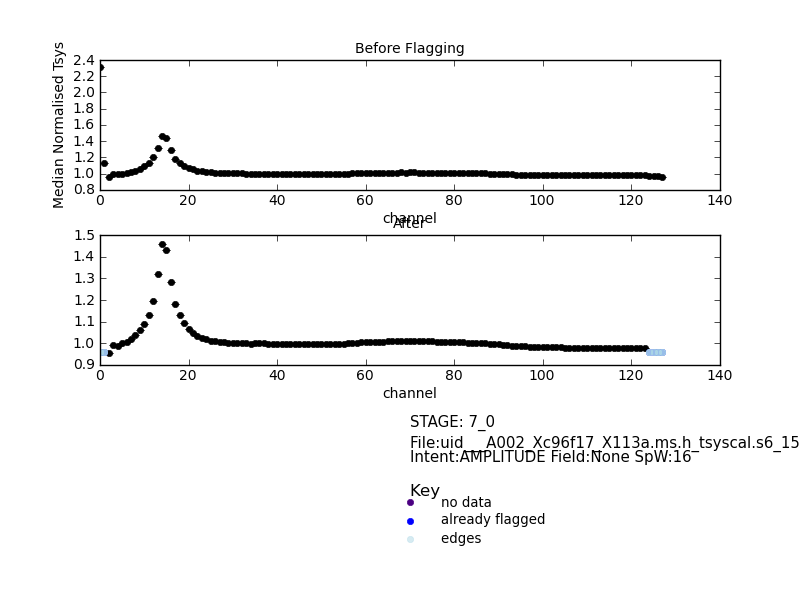 Before Flagging
Median Normalised Tsys
2.4
2.2
2.0
1.8
1.6
1.4
1.2
1.0
0.8
0 20 40 60 80 100 120 140
channel
After
1.5
1.4
1.3
1.2
1.1
1.0
0.9
0 20 40 60 80 100 120 140
channel
STAGE: 7_0
File:uid___A002_Xc96f17_X113a.ms.h_tsyscal.s6_15
Intent:AMPLITUDE Field:None SpW:16
Key
no data
already flagged
edges